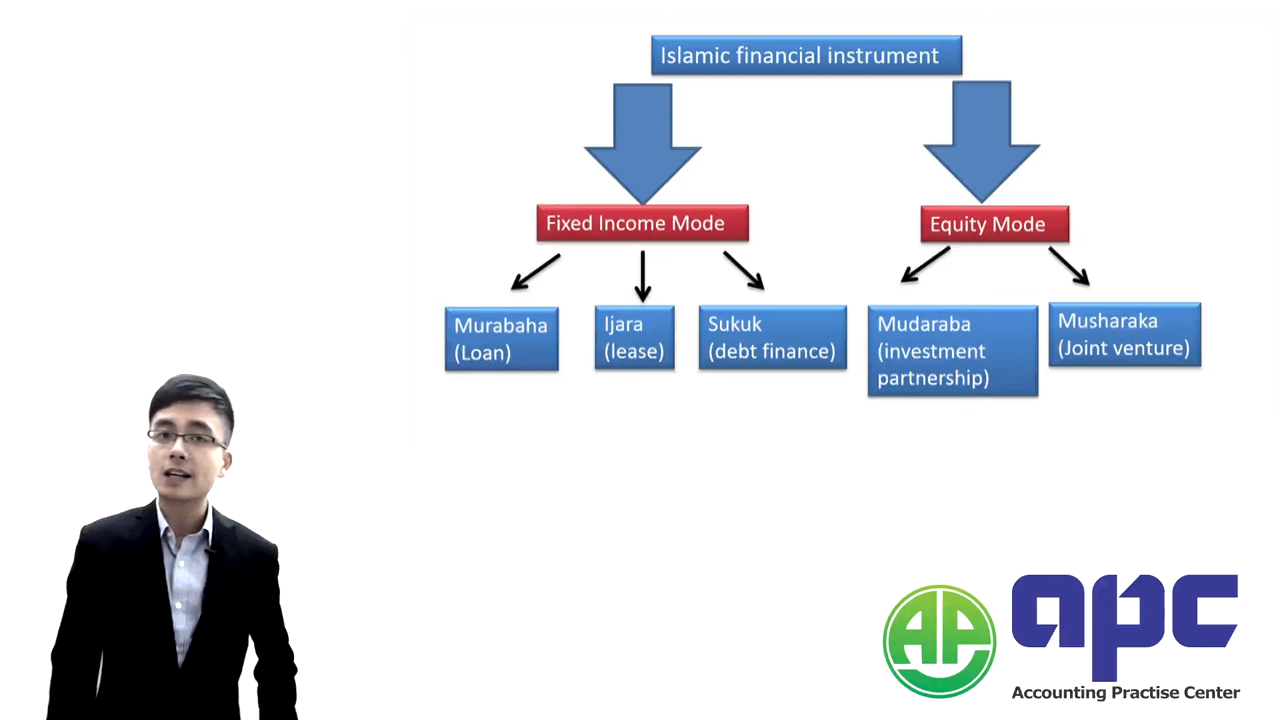 Islamic financial instrument
Fixed Income Mode
Equity Mode
Murabaha
(Loan)
Ijara
(lease)
Sukuk
(debt finance)
Mudaraba
(investment
partnership)
Musharaka
(Joint venture)
AP
apc
Accounting Practise Center